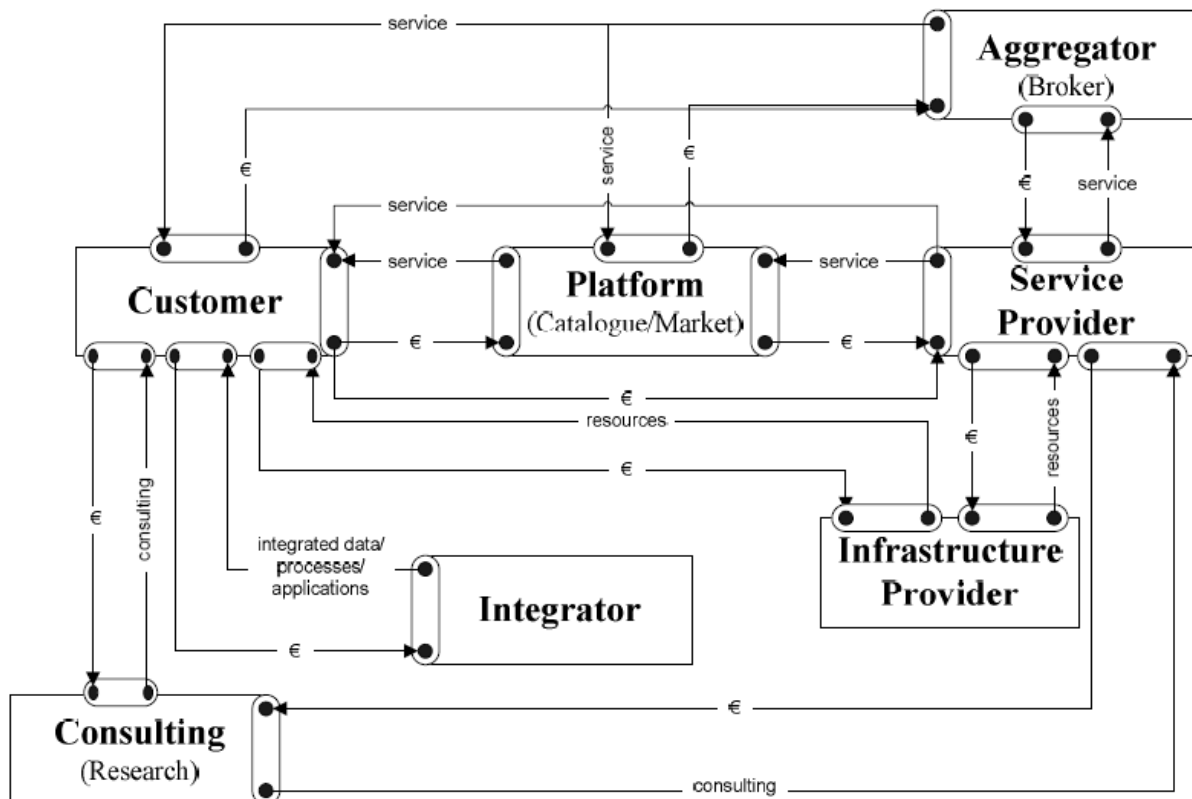 service
Aggregator
(Broker)
€
service
€
€
service
service
service
service
Customer
Platform
(Catalogue/Market)
Service
Provider
€
€
€
resources
€
resources
€
€
consulting
integrated data/
processes/
applications
Infrastructure
Provider
Integrator
€
Consulting
(Research)
€
consulting